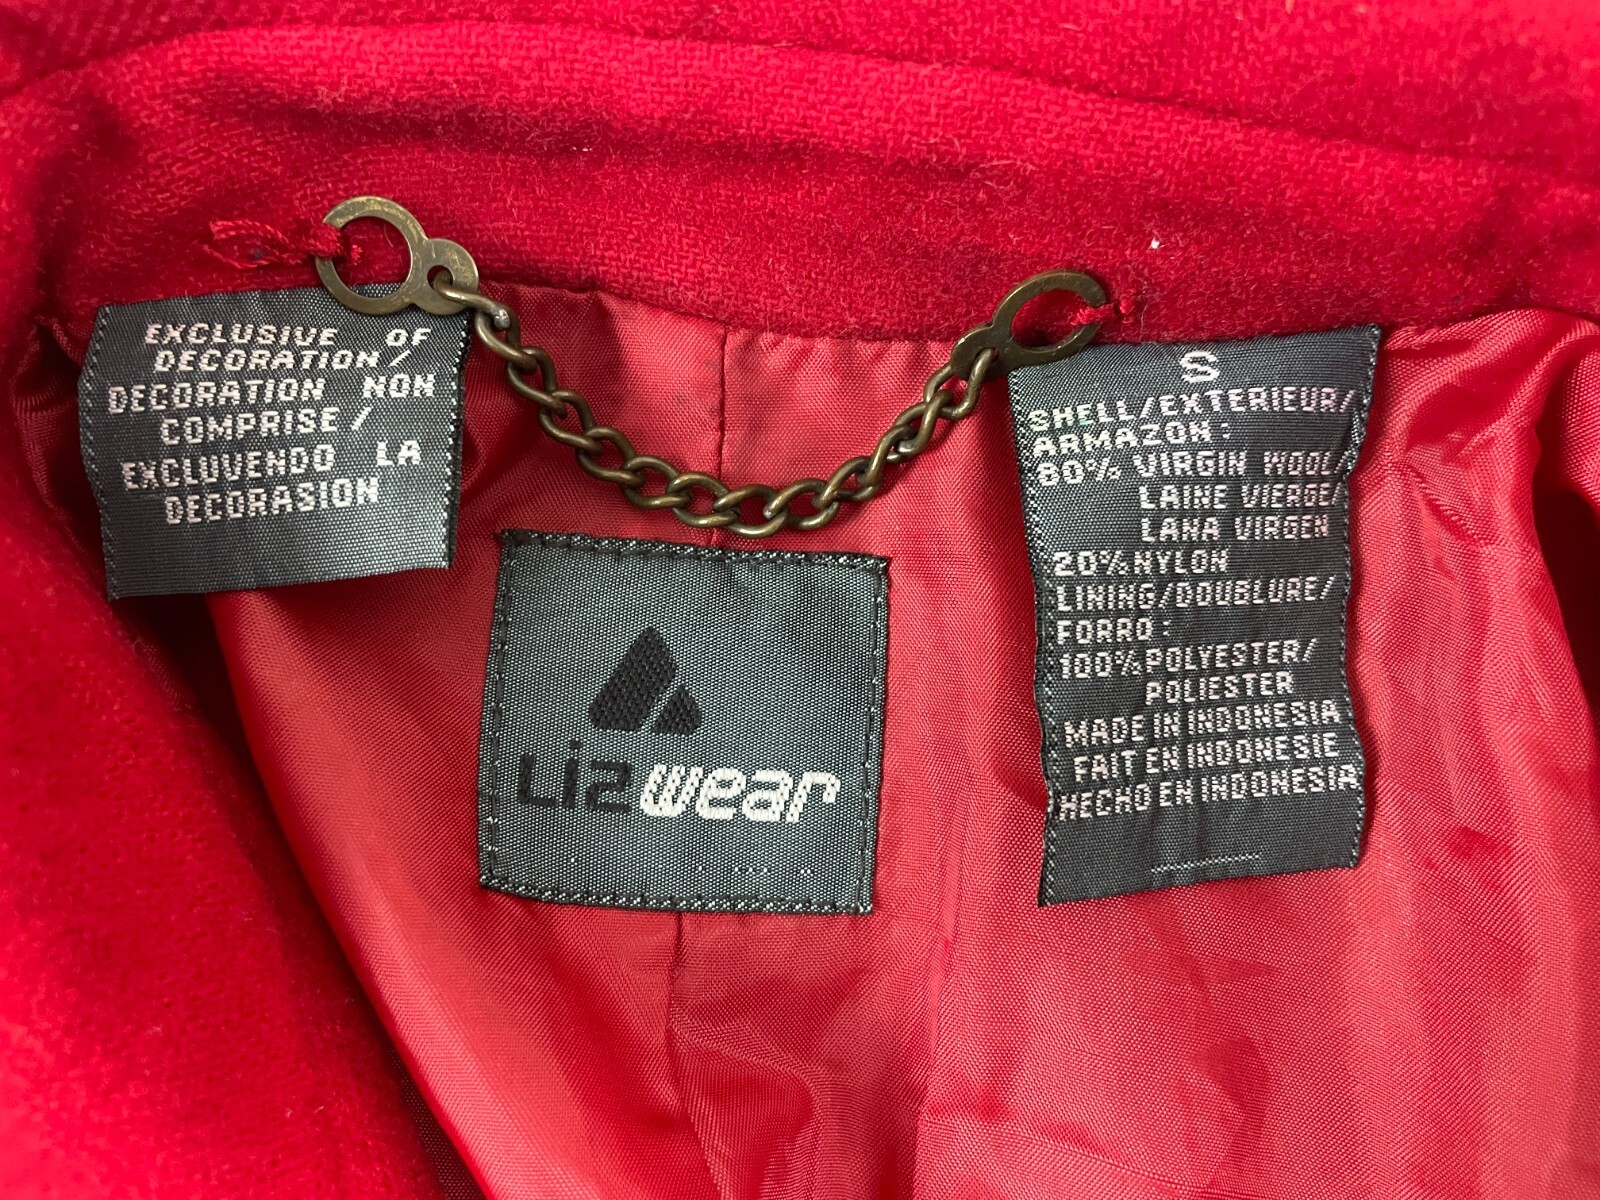 EXCLUSIVE OF
DECORATION/
DECORATION NON
COMPRISE/
EXCLUVENDO LA
DECORASION
Lizwear
S
SHELL/EXTERIEUR/
ARMAZON:
80% VIRGIN WOOL/
LAINE VIERGE/
LANA VIRGEN
20% NYLON
LINING/DOUBLURE/
FORRO:
100% POLYESTER/
POLIESTER
MADE IN INDONESIA
FAIT EN INDONESIE
HECHO EN INDONESIA